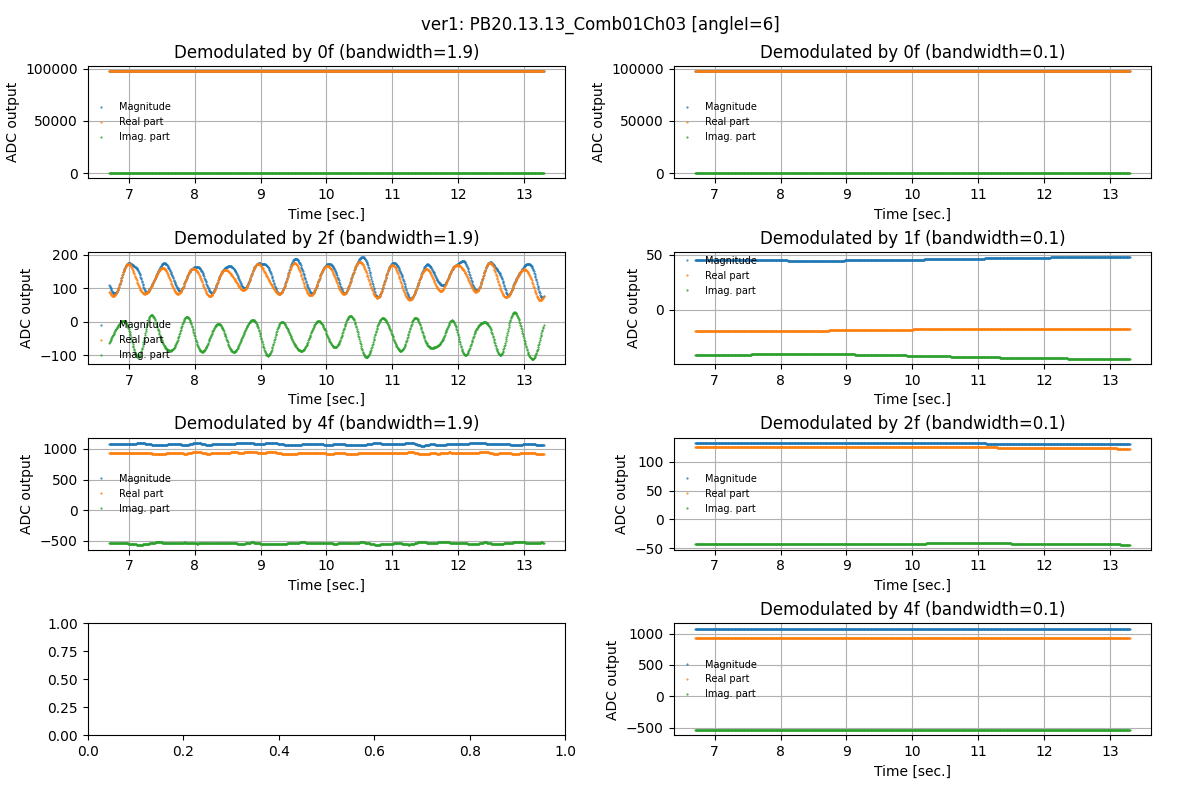 ver1: PB20.13.13_Comb01Ch03 [angleI=6]
Demodulated by 0f (bandwidth=1.9)
ADC output
100000
50000
0
Magnitude
Real part
Imag. part
7 8 9 10 11 12 13
Time [sec.]
Demodulated by 0f (bandwidth=0.1)
ADC output
100000
50000
0
Magnitude
Real part
Imag. part
7 8 9 10 11 12 13
Time [sec.]
Demodulated by 2f (bandwidth=1.9)
ADC output
200
100
0
−100
Magnitude
Real part
Imag. part
7 8 9 10 11 12 13
Time [sec.]
Demodulated by 1f (bandwidth=0.1)
ADC output
50
0
Magnitude
Real part
Imag. part
7 8 9 10 11 12 13
Time [sec.]
Demodulated by 4f (bandwidth=1.9)
ADC output
1000
500
0
−500
Magnitude
Real part
Imag. part
7 8 9 10 11 12 13
Time [sec.]
Demodulated by 2f (bandwidth=0.1)
ADC output
100
50
0
−50
Magnitude
Real part
Imag. part
7 8 9 10 11 12 13
Time [sec.]
1.00
0.75
0.50
0.25
0.00
0.0 0.2 0.4 0.6 0.8 1.0
Demodulated by 4f (bandwidth=0.1)
ADC output
1000
500
0
−500
Magnitude
Real part
Imag. part
7 8 9 10 11 12 13
Time [sec.]